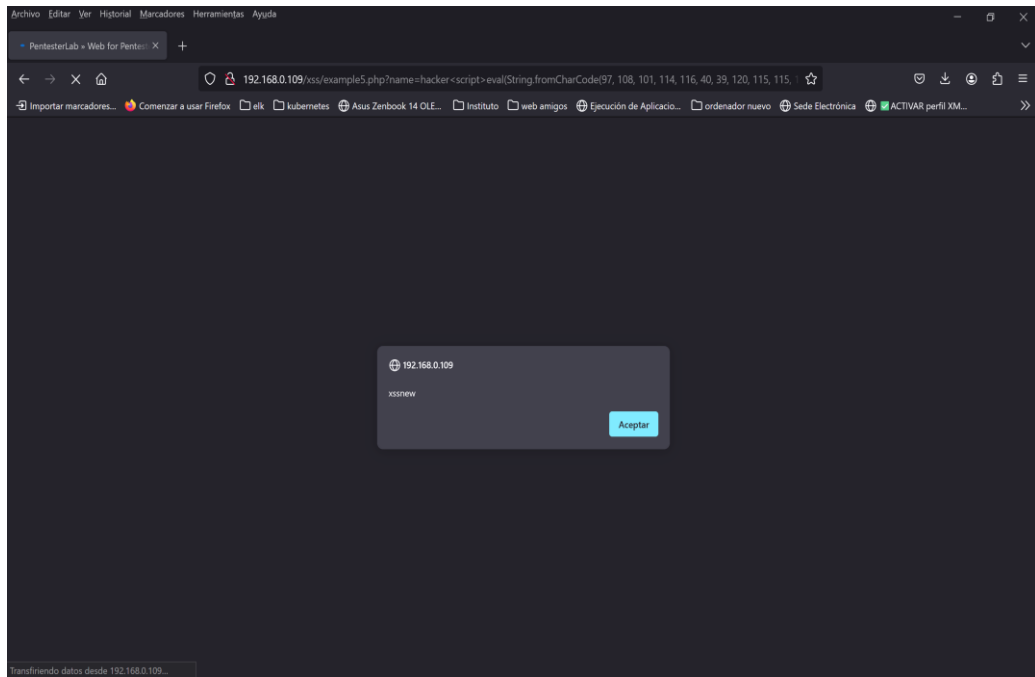 Archivo Editar Ver Historial Marcadores Herramientas Ayuda
PentesterLab » Web for Pentest
192.168.0.109/xss/example5.php?name=hacker<script>eval(String.fromCharCode(97, 108, 101, 114, 116, 40, 39, 120, 115, 115,
Importar marcadores... Comenzar a usar Firefox elk kubernetes Asus Zenbook 14 OLE... Instituto web amigos Ejecución de Aplicacio... ordenador nuevo Sede Electrónica ACTIVAR perfil XM...
192.168.0.109
xssnew
Aceptar
Transfiriendo datos desde 192.168.0.109...